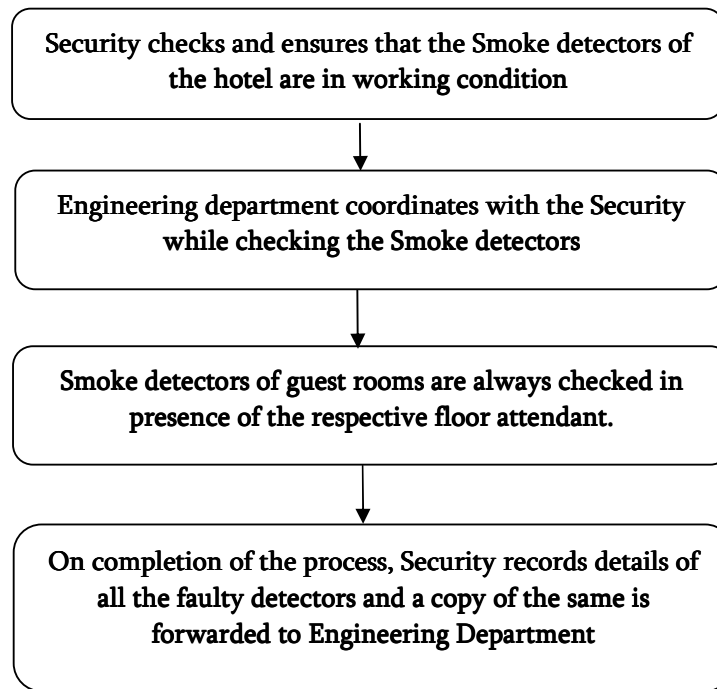 Security checks and ensures that the Smoke detectors of
the hotel are in working condition
Engineering department coordinates with the Security
while checking the Smoke detectors
Smoke detectors of guest rooms are always checked in
presence of the respective floor attendant.
On completion of the process, Security records details of
all the faulty detectors and a copy of the same is
forwarded to Engineering Department